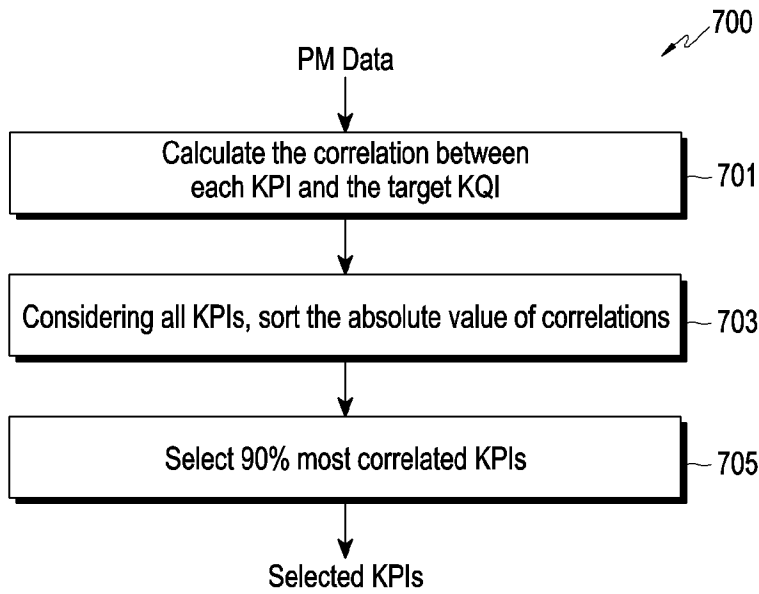 700
PM Data
Calculate the correlation between
each KPI and the target KQI
701
Considering all KPIs, sort the absolute value of correlations
703
Select 90% most correlated KPIs
705
Selected KPIs